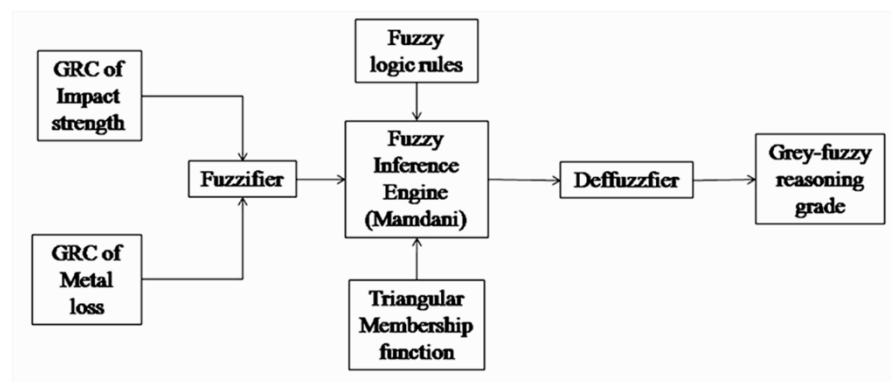 GRC of
Impact
strength
Fuzzy
logic rules
Fuzzifier
Fuzzy
Inference
Engine
(Mamdani)
Deffuzzfier
Grey-fuzzy
reasoning
grade
GRC of
Metal
loss
Triangular
Membership
function